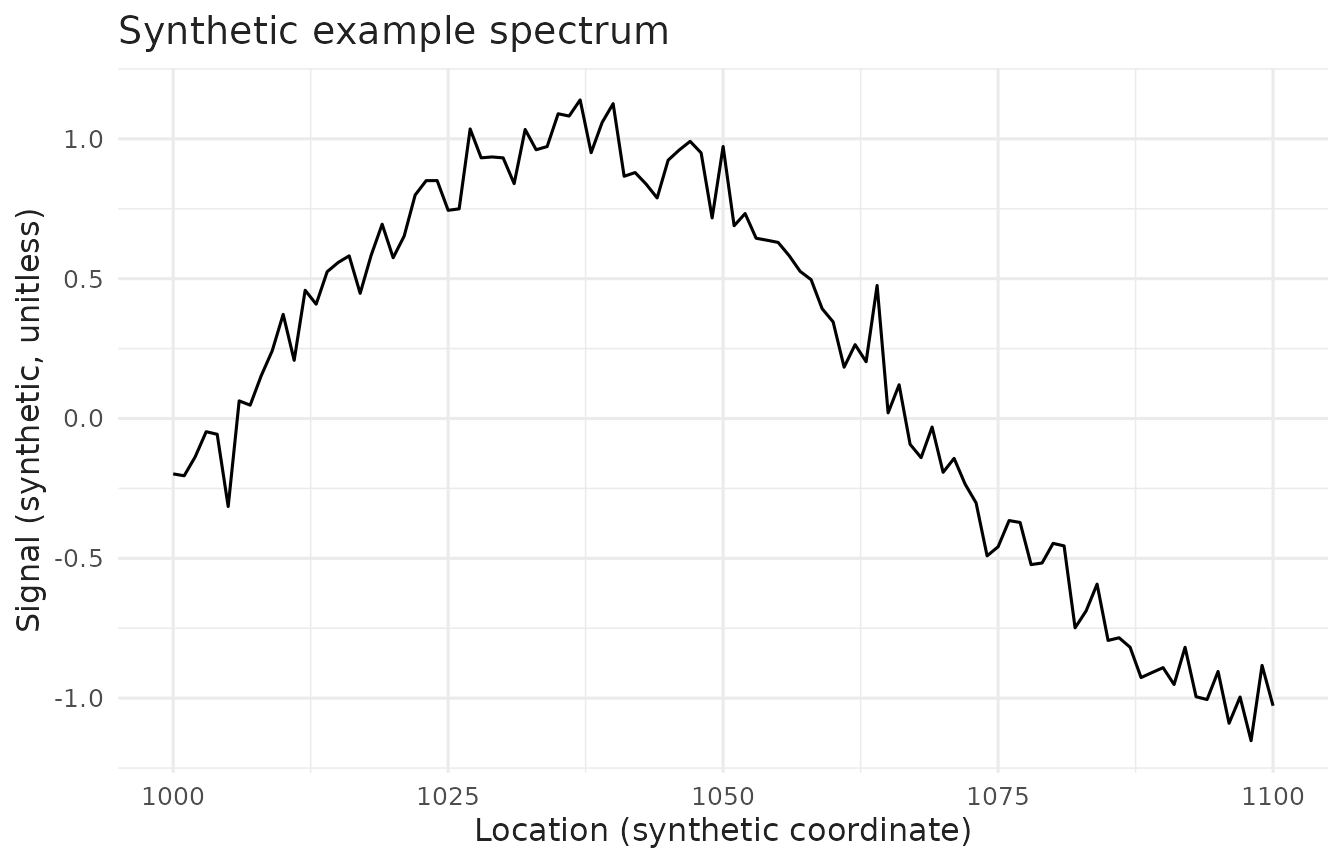 Synthetic example spectrum
Signal (synthetic, unitless)
1.0
0.5
0.0
-0.5
-1.0
1000 1025 1050 1075 1100
Location (synthetic coordinate)